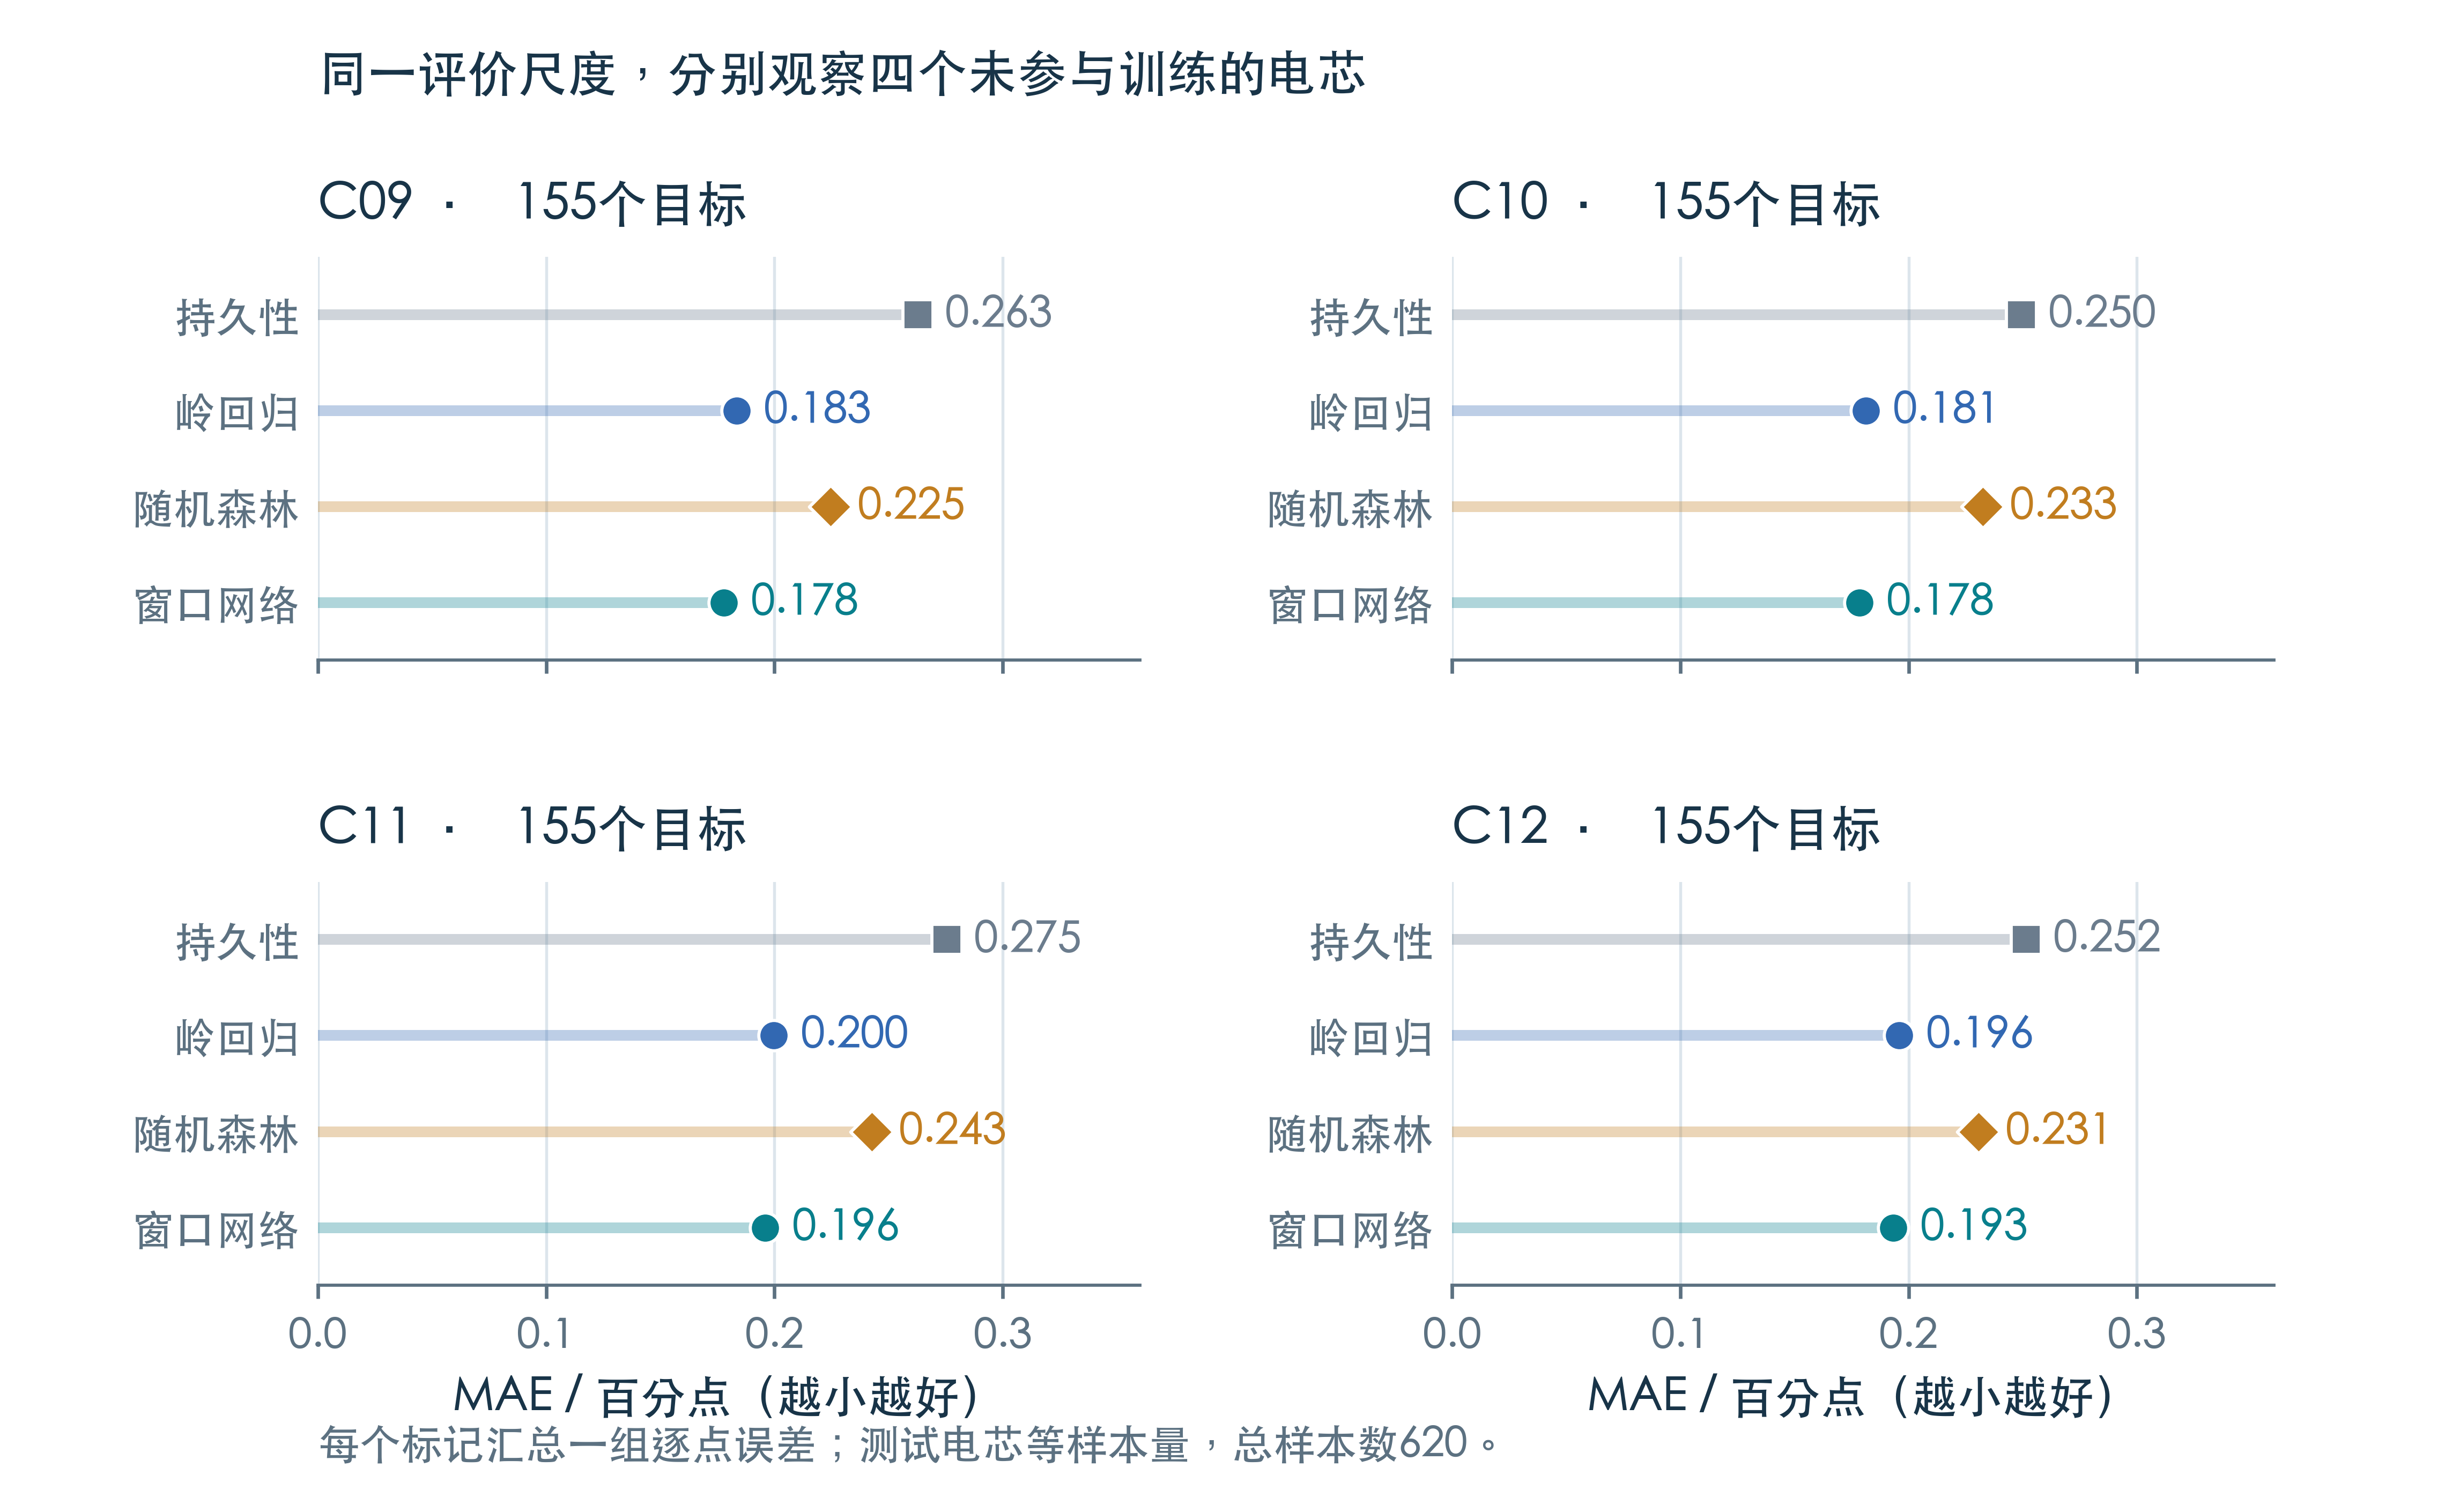 同一评价尺度，分别观察四个未参与训练的电芯
C09 · 155个目标
持久性 0.263
岭回归 0.183
随机森林 0.225
窗口网络 0.178
C10 · 155个目标
持久性 0.250
岭回归 0.181
随机森林 0.233
窗口网络 0.178
C11 · 155个目标
持久性 0.275
岭回归 0.200
随机森林 0.243
窗口网络 0.196
0.0 0.1 0.2 0.3
MAE / 百分点（越小越好）
C12 · 155个目标
持久性 0.252
岭回归 0.196
随机森林 0.231
窗口网络 0.193
0.0 0.1 0.2 0.3
MAE / 百分点（越小越好）
每个标记汇总一组逐点误差；测试电芯等样本量，总样本数620。